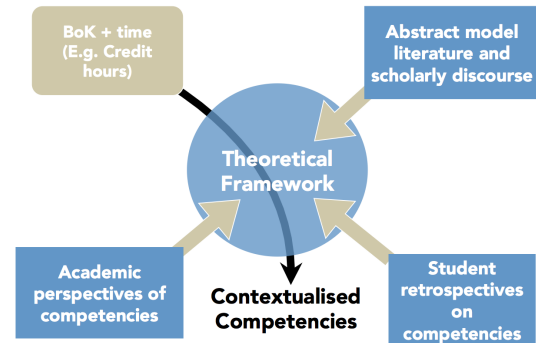 BoK + time
(E.g. Credit
hours)
Abstract model
literature and
scholarly discourse
Theoretical
Framework
Academic
perspectives of
competencies
Contextualised
Competencies
Student
retrospectives
on
competencies